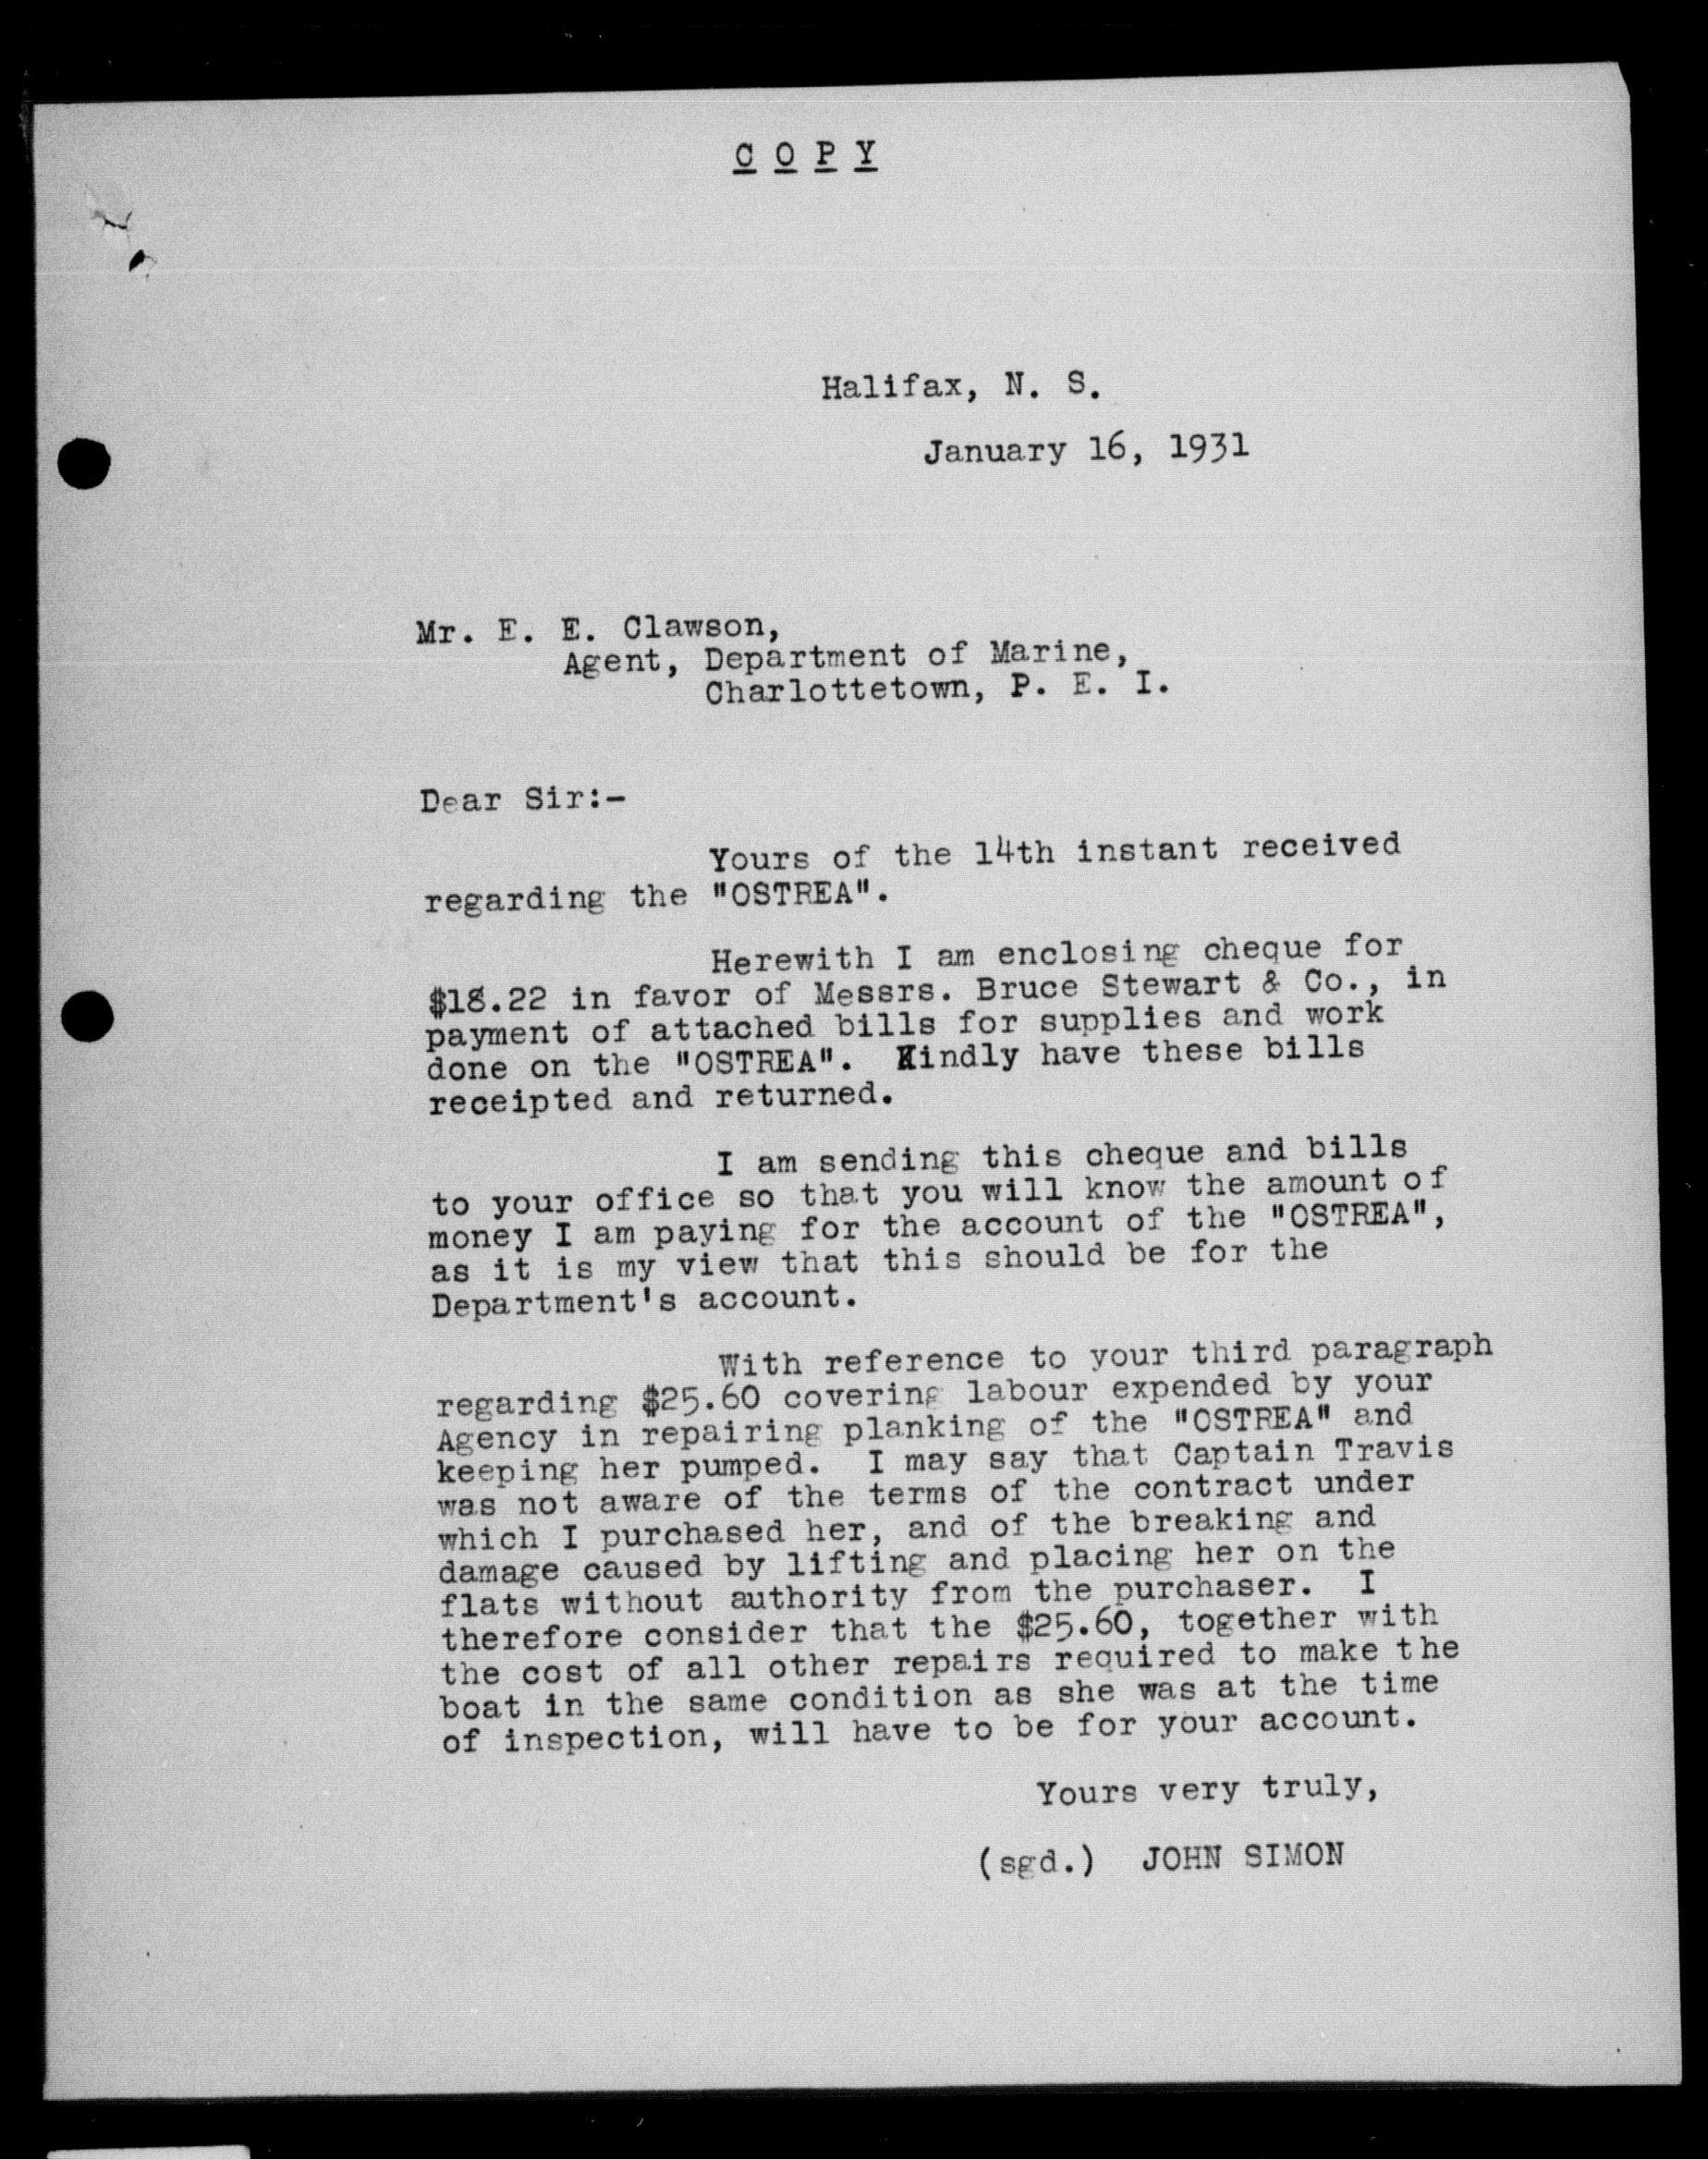 C O P Y
Halifax, N. S.
January 16, 1931
Mr. E. E. Clawson,
Agent, Department of Marine,
Charlottetown, P. E. I.
Dear Sir:-
Yours of the 14th instant received
regarding the "OSTREA".
Herewith I am enclosing cheque for
$18.22 in favor of Messrs. Bruce Stewart & Co., in
payment of attached bills for supplies and work
done on the "OSTREA". Kindly have these bills
receipted and returned.
I am sending this cheque and bills
to your office so that you will know the amount of
money I am paying for the account of the "OSTREA",
as it is my view that this should be for the
Department's account.
With reference to your third paragraph
regarding $25.60 covering labour expended by your
Agency in repairing planking of the "OSTREA" and
keeping her pumped. I may say that Captain Travis
was not aware of the terms of the contract under
which I purchased her, and of the breaking and
damage caused by lifting and placing her on the
flats without authority from the purchaser. I
therefore consider that the $25.60, together with
the cost of all other repairs required to make the
boat in the same condition as she was at the time
of inspection, will have to be for your account.
Yours very truly,
(sgd.) JOHN SIMON